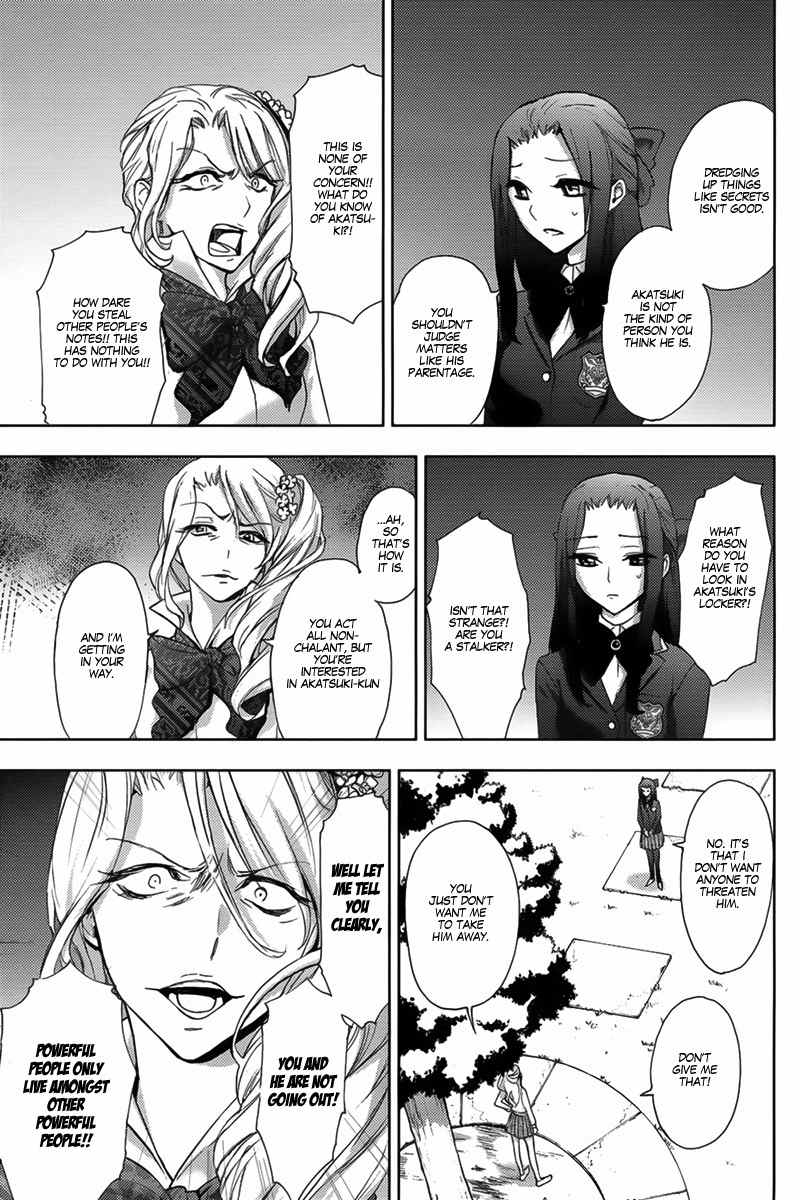 DREDGING
UP THINGS
LIKE SECRETS
ISN'T GOOD.
AKATSUKI
IS NOT
THE KIND OF
PERSON YOU
THINK HE IS.
YOU
SHOULDN'T
JUDGE
MATTERS
LIKE HIS
PARENTAGE.
THIS IS
NONE OF
YOUR
CONCERN!!
WHAT DO
YOU KNOW
OF AKATSU-
KI?!
HOW DARE
YOU STEAL
OTHER PEOPLE'S
NOTES!! THIS
HAS NOTHING
TO DO WITH YOU!!
WHAT
REASON
DO YOU
HAVE TO
LOOK IN
AKATSUKI'S
LOCKER?!
ISN'T THAT
STRANGE?!
ARE YOU
A STALKER?!
...AH,
SO
THAT'S
HOW
IT IS.
YOU ACT
ALL NON-
CHALANT, BUT
YOU'RE
INTERESTED
IN AKATSUKI-KUN
AND I'M
GETTING
IN YOUR
WAY.
NO. IT'S
THAT I
DON'T WANT
ANYONE TO
THREATEN
HIM.
YOU
JUST DON'T
WANT ME
TO TAKE
HIM AWAY.
DON'T
GIVE ME
THAT!
WELL LET
ME TELL
YOU
CLEARLY,
YOU AND
HE ARE NOT
GOING OUT!
POWERFUL
PEOPLE ONLY
LIVE AMONGST
OTHER
POWERFUL
PEOPLE!!